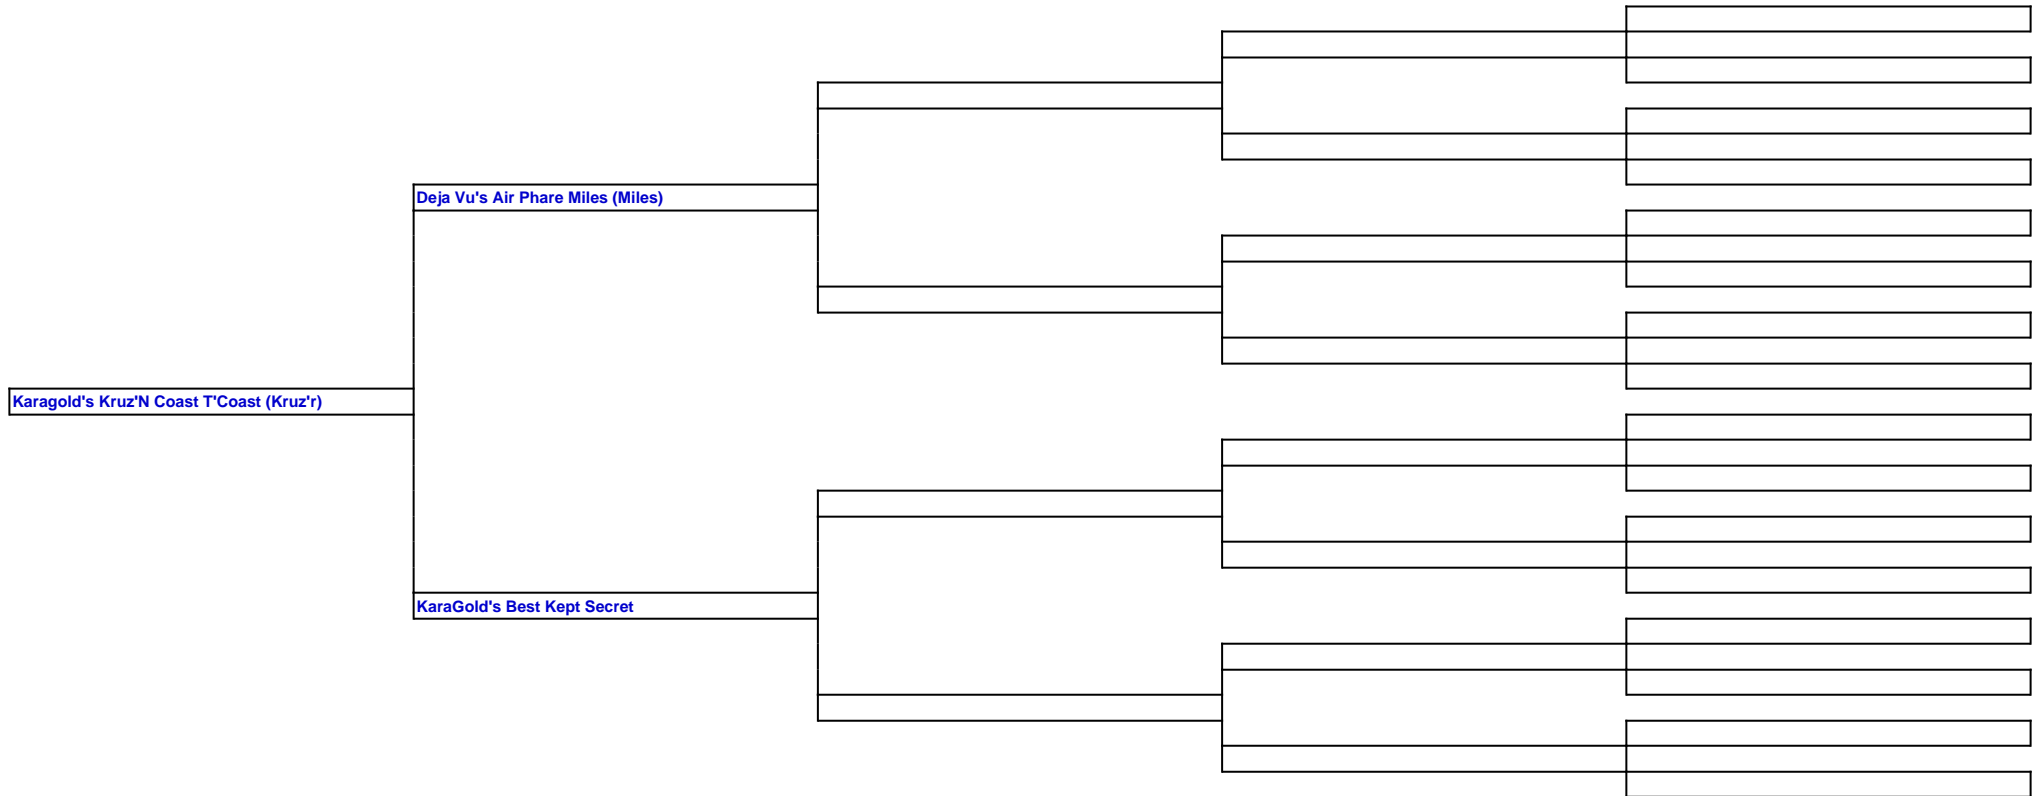 Deja Vu's Air Phare Miles (Miles)
Karagold's Kruz'N Coast T'Coast (Kruz'r)
KaraGold's Best Kept Secret